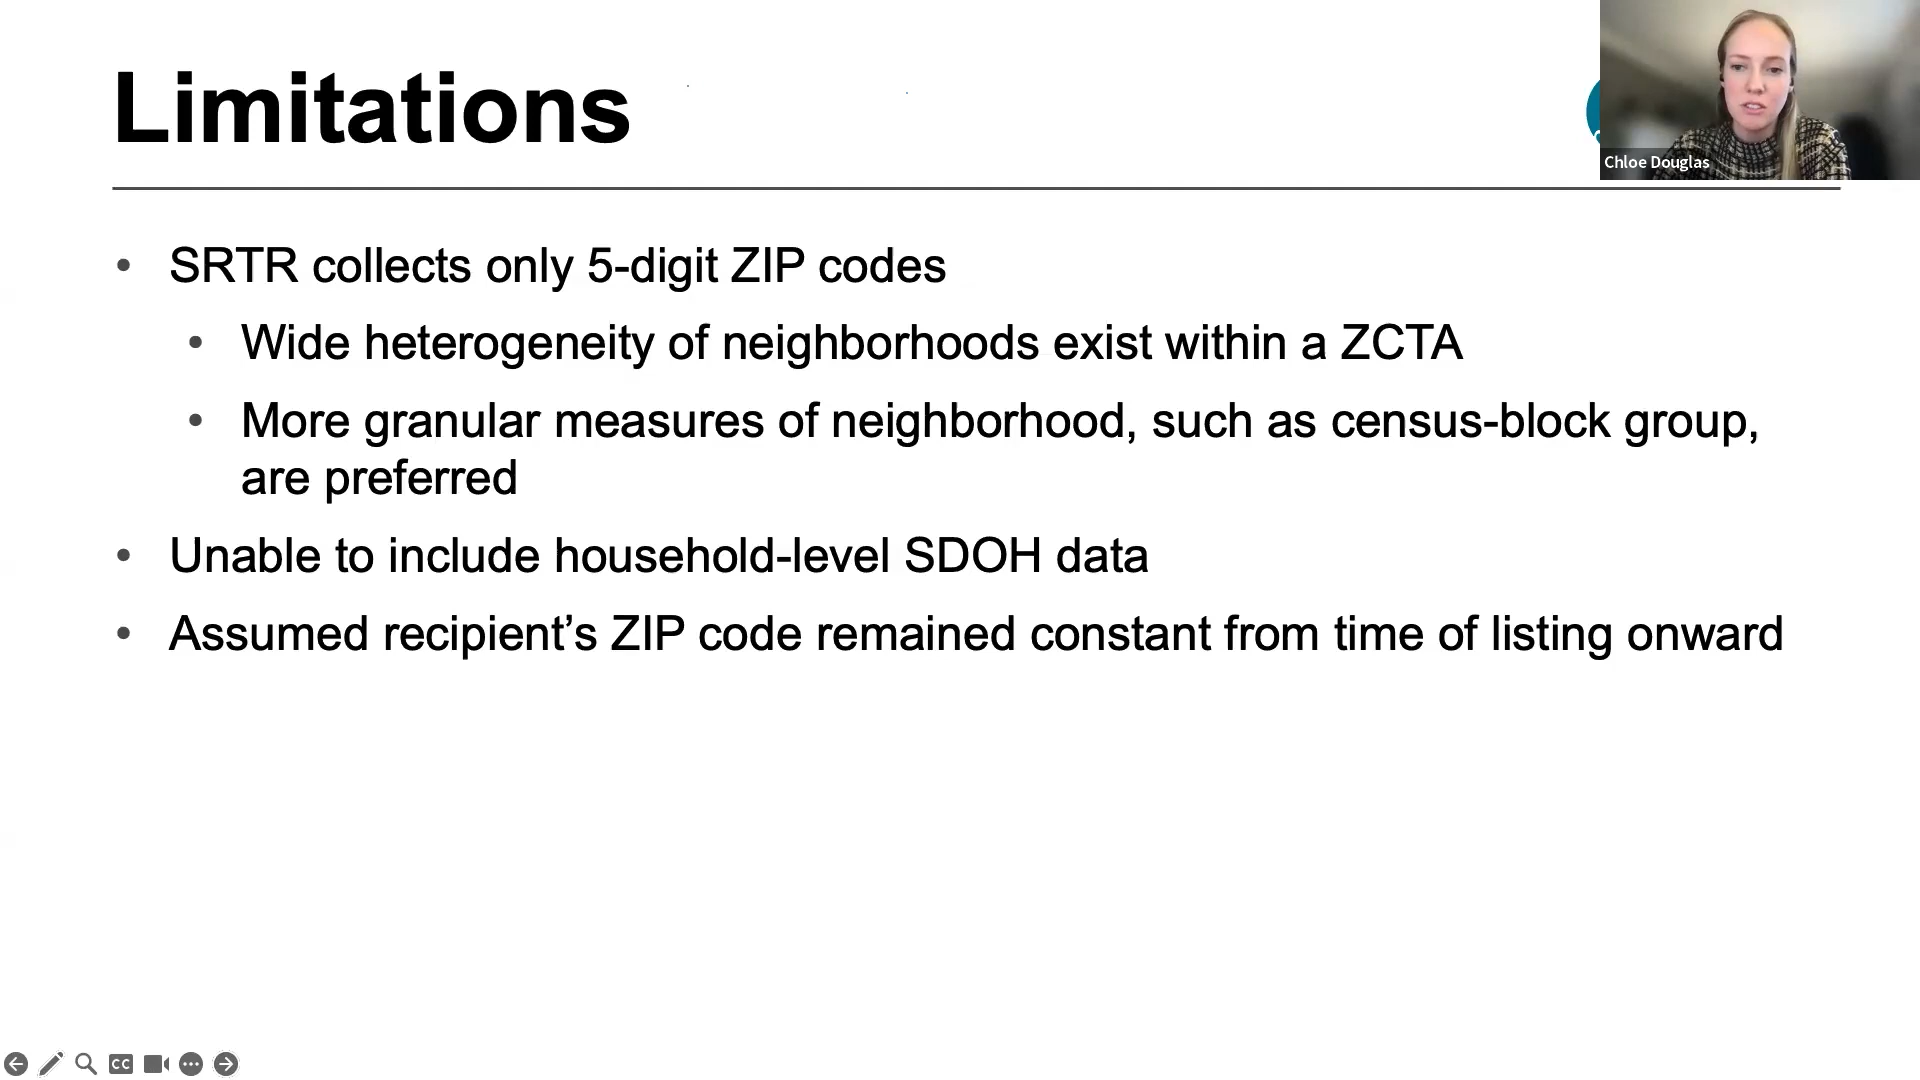 Limitations
Chloe Douglas
• SRTR collects only 5-digit ZIP codes
• Wide heterogeneity of neighborhoods exist within a ZCTA
• More granular measures of neighborhood, such as census-block group,
are preferred
• Unable to include household-level SDOH data
• Assumed recipient’s ZIP code remained constant from time of listing onward
CC